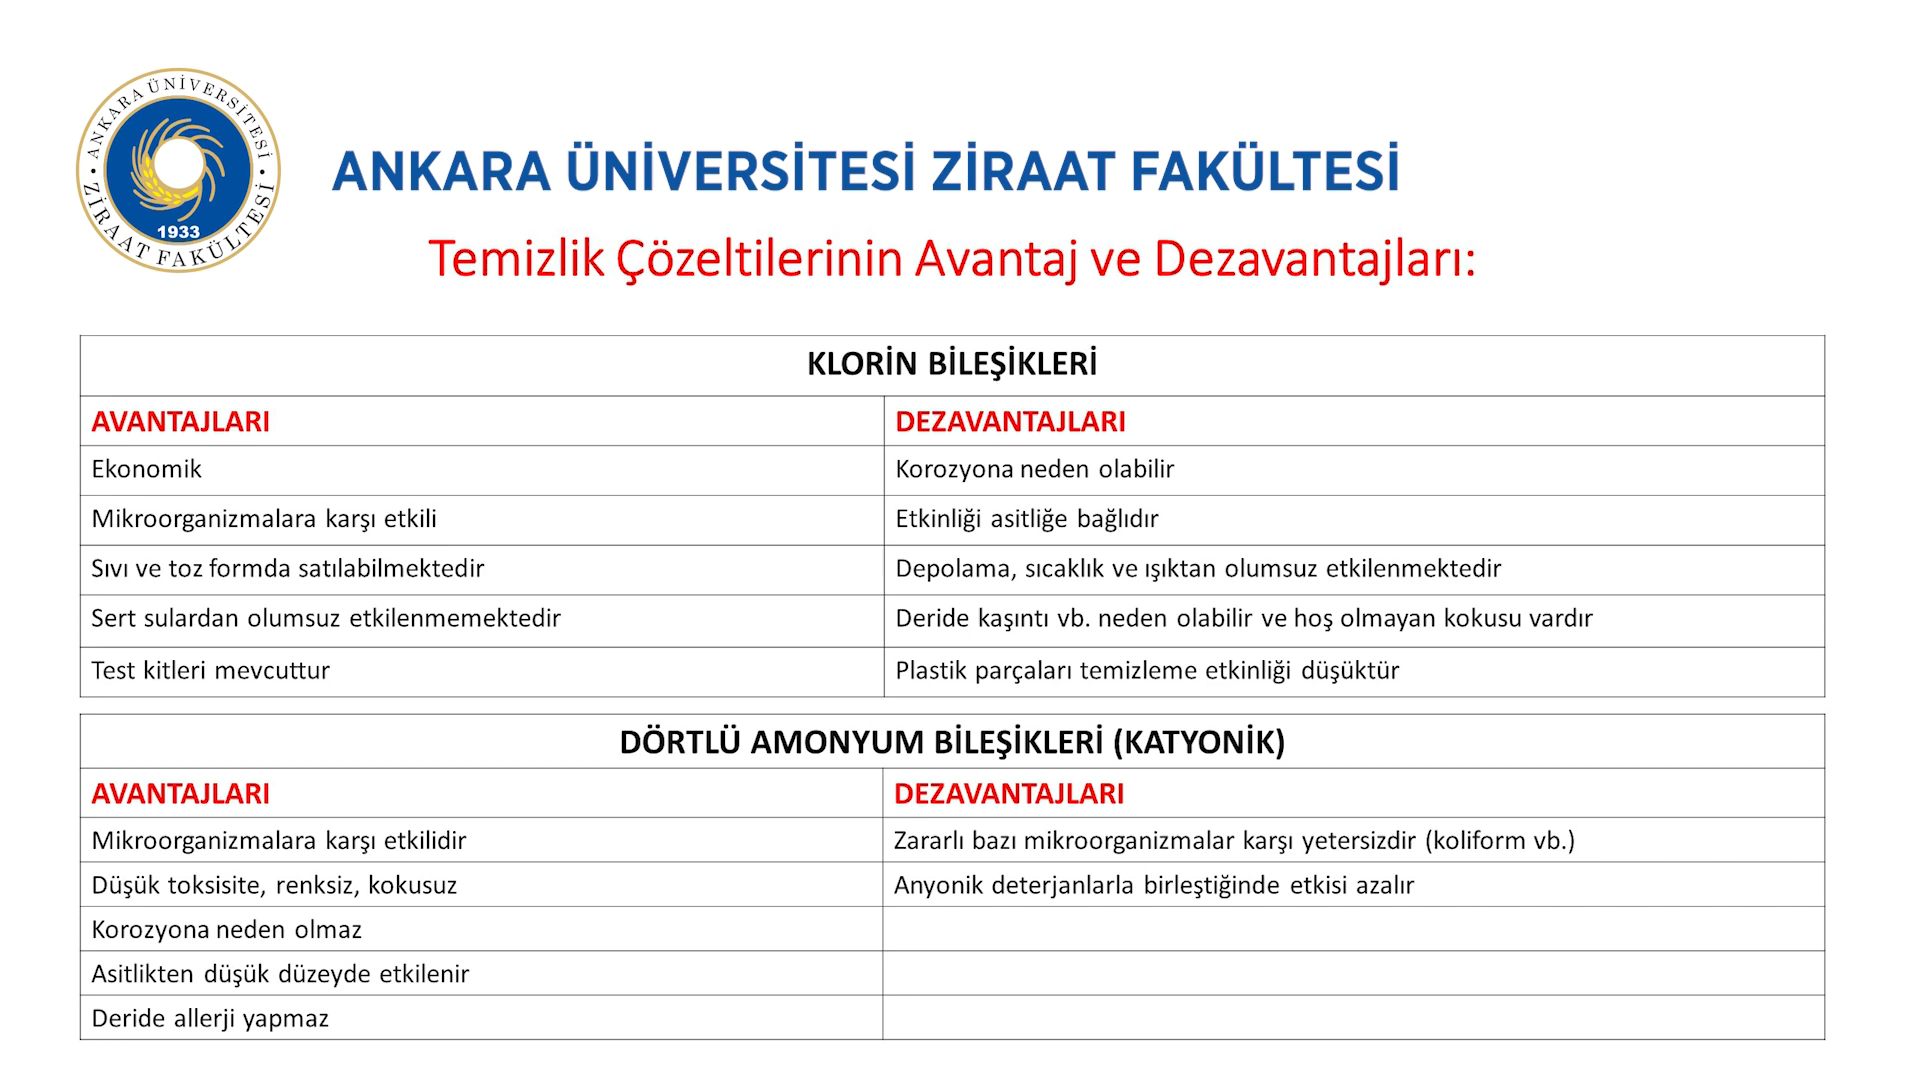 • ANKARA ÜNİVERSİTESİ •
ZİRAAT FAKÜLTESİ
1933
ANKARA ÜNİVERSİTESİ ZİRAAT FAKÜLTESİ
Temizlik Çözeltilerinin Avantaj ve Dezavantajları:
KLORİN BİLEŞİKLERİ
AVANTAJLARI DEZAVANTAJLARI
Ekonomik Korozyona neden olabilir
Mikroorganizmalara karşı etkili Etkinliği asitliğe bağlıdır
Sıvı ve toz formda satılabilmektedir Depolama, sıcaklık ve ışıktan olumsuz etkilenmektedir
Sert sulardan olumsuz etkilenmemektedir Deride kaşıntı vb. neden olabilir ve hoş olmayan kokusu vardır
Test kitleri mevcuttur Plastik parçaları temizleme etkinliği düşüktür
DÖRTLÜ AMONYUM BİLEŞİKLERİ (KATYONİK)
AVANTAJLARI DEZAVANTAJLARI
Mikroorganizmalara karşı etkilidir Zararlı bazı mikroorganizmalar karşı yetersizdir (koliform vb.)
Düşük toksisite, renksiz, kokusuz Anyonik deterjanlarla birleştiğinde etkisi azalır
Korozyona neden olmaz
Asitlikten düşük düzeyde etkilenir
Deride allerji yapmaz